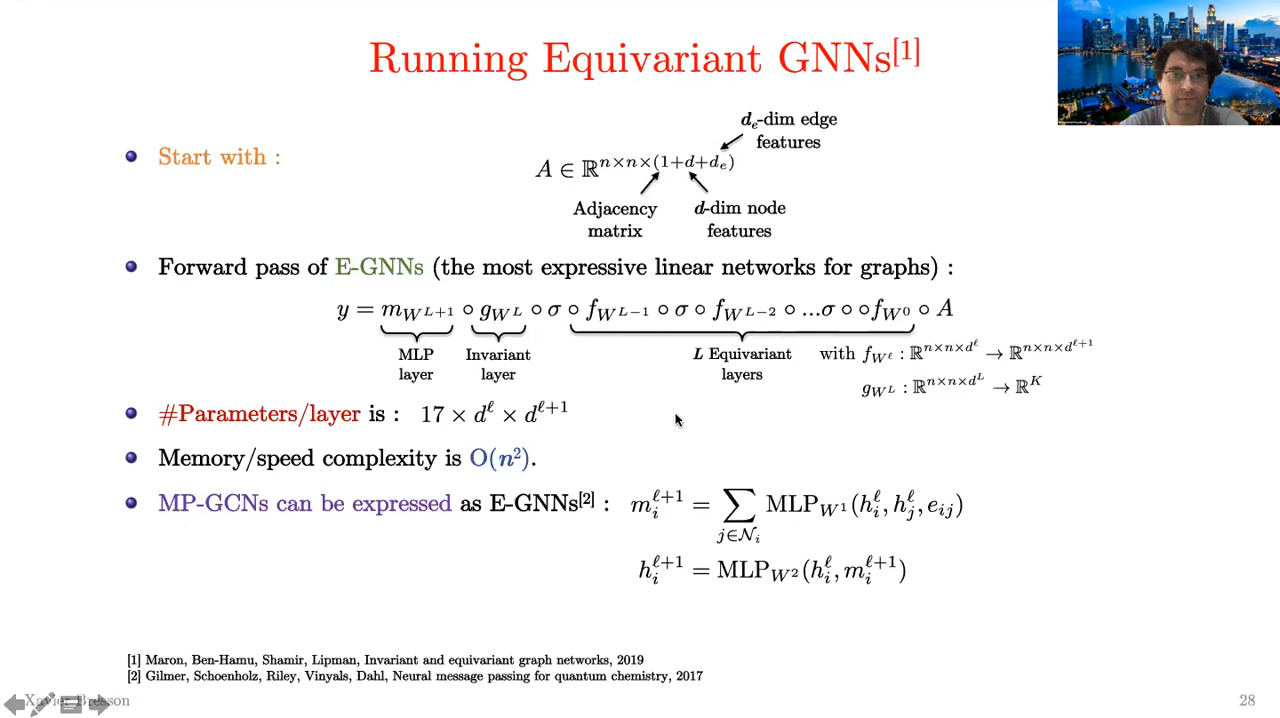 Running Equivariant GNNs[1]
dₑ-dim edge
features
Start with :
A ∈ ℝ^{n×n×(1+d+dₑ)}
Adjacency
matrix
d-dim node
features
Forward pass of E-GNNs (the most expressive linear networks for graphs) :
y = m_{W^{L+1}} ∘ g_{W^L} ∘ σ ∘ f_{W^{L−1}} ∘ σ ∘ f_{W^{L−2}} ∘ ...σ ∘ ∘f_{W^0} ∘ A
MLP
layer
Invariant
layer
L Equivariant
layers
with f_{W^ℓ} : ℝ^{n×n×d^ℓ} → ℝ^{n×n×d^{ℓ+1}}
g_{W^L} : ℝ^{n×n×d^L} → ℝ^K
#Parameters/layer is : 17 × d^ℓ × d^{ℓ+1}
Memory/speed complexity is O(n²).
MP-GCNs can be expressed as E-GNNs[2] : m_i^{ℓ+1} = ∑_{j∈𝒩_i} MLP_{W^1}(h_i^ℓ, h_j^ℓ, e_{ij})
h_i^{ℓ+1} = MLP_{W^2}(h_i^ℓ, m_i^{ℓ+1})
[1] Maron, Ben-Hamu, Shamir, Lipman, Invariant and equivariant graph networks, 2019
[2] Gilmer, Schoenholz, Riley, Vinyals, Dahl, Neural message passing for quantum chemistry, 2017
Xavier Bresson
28